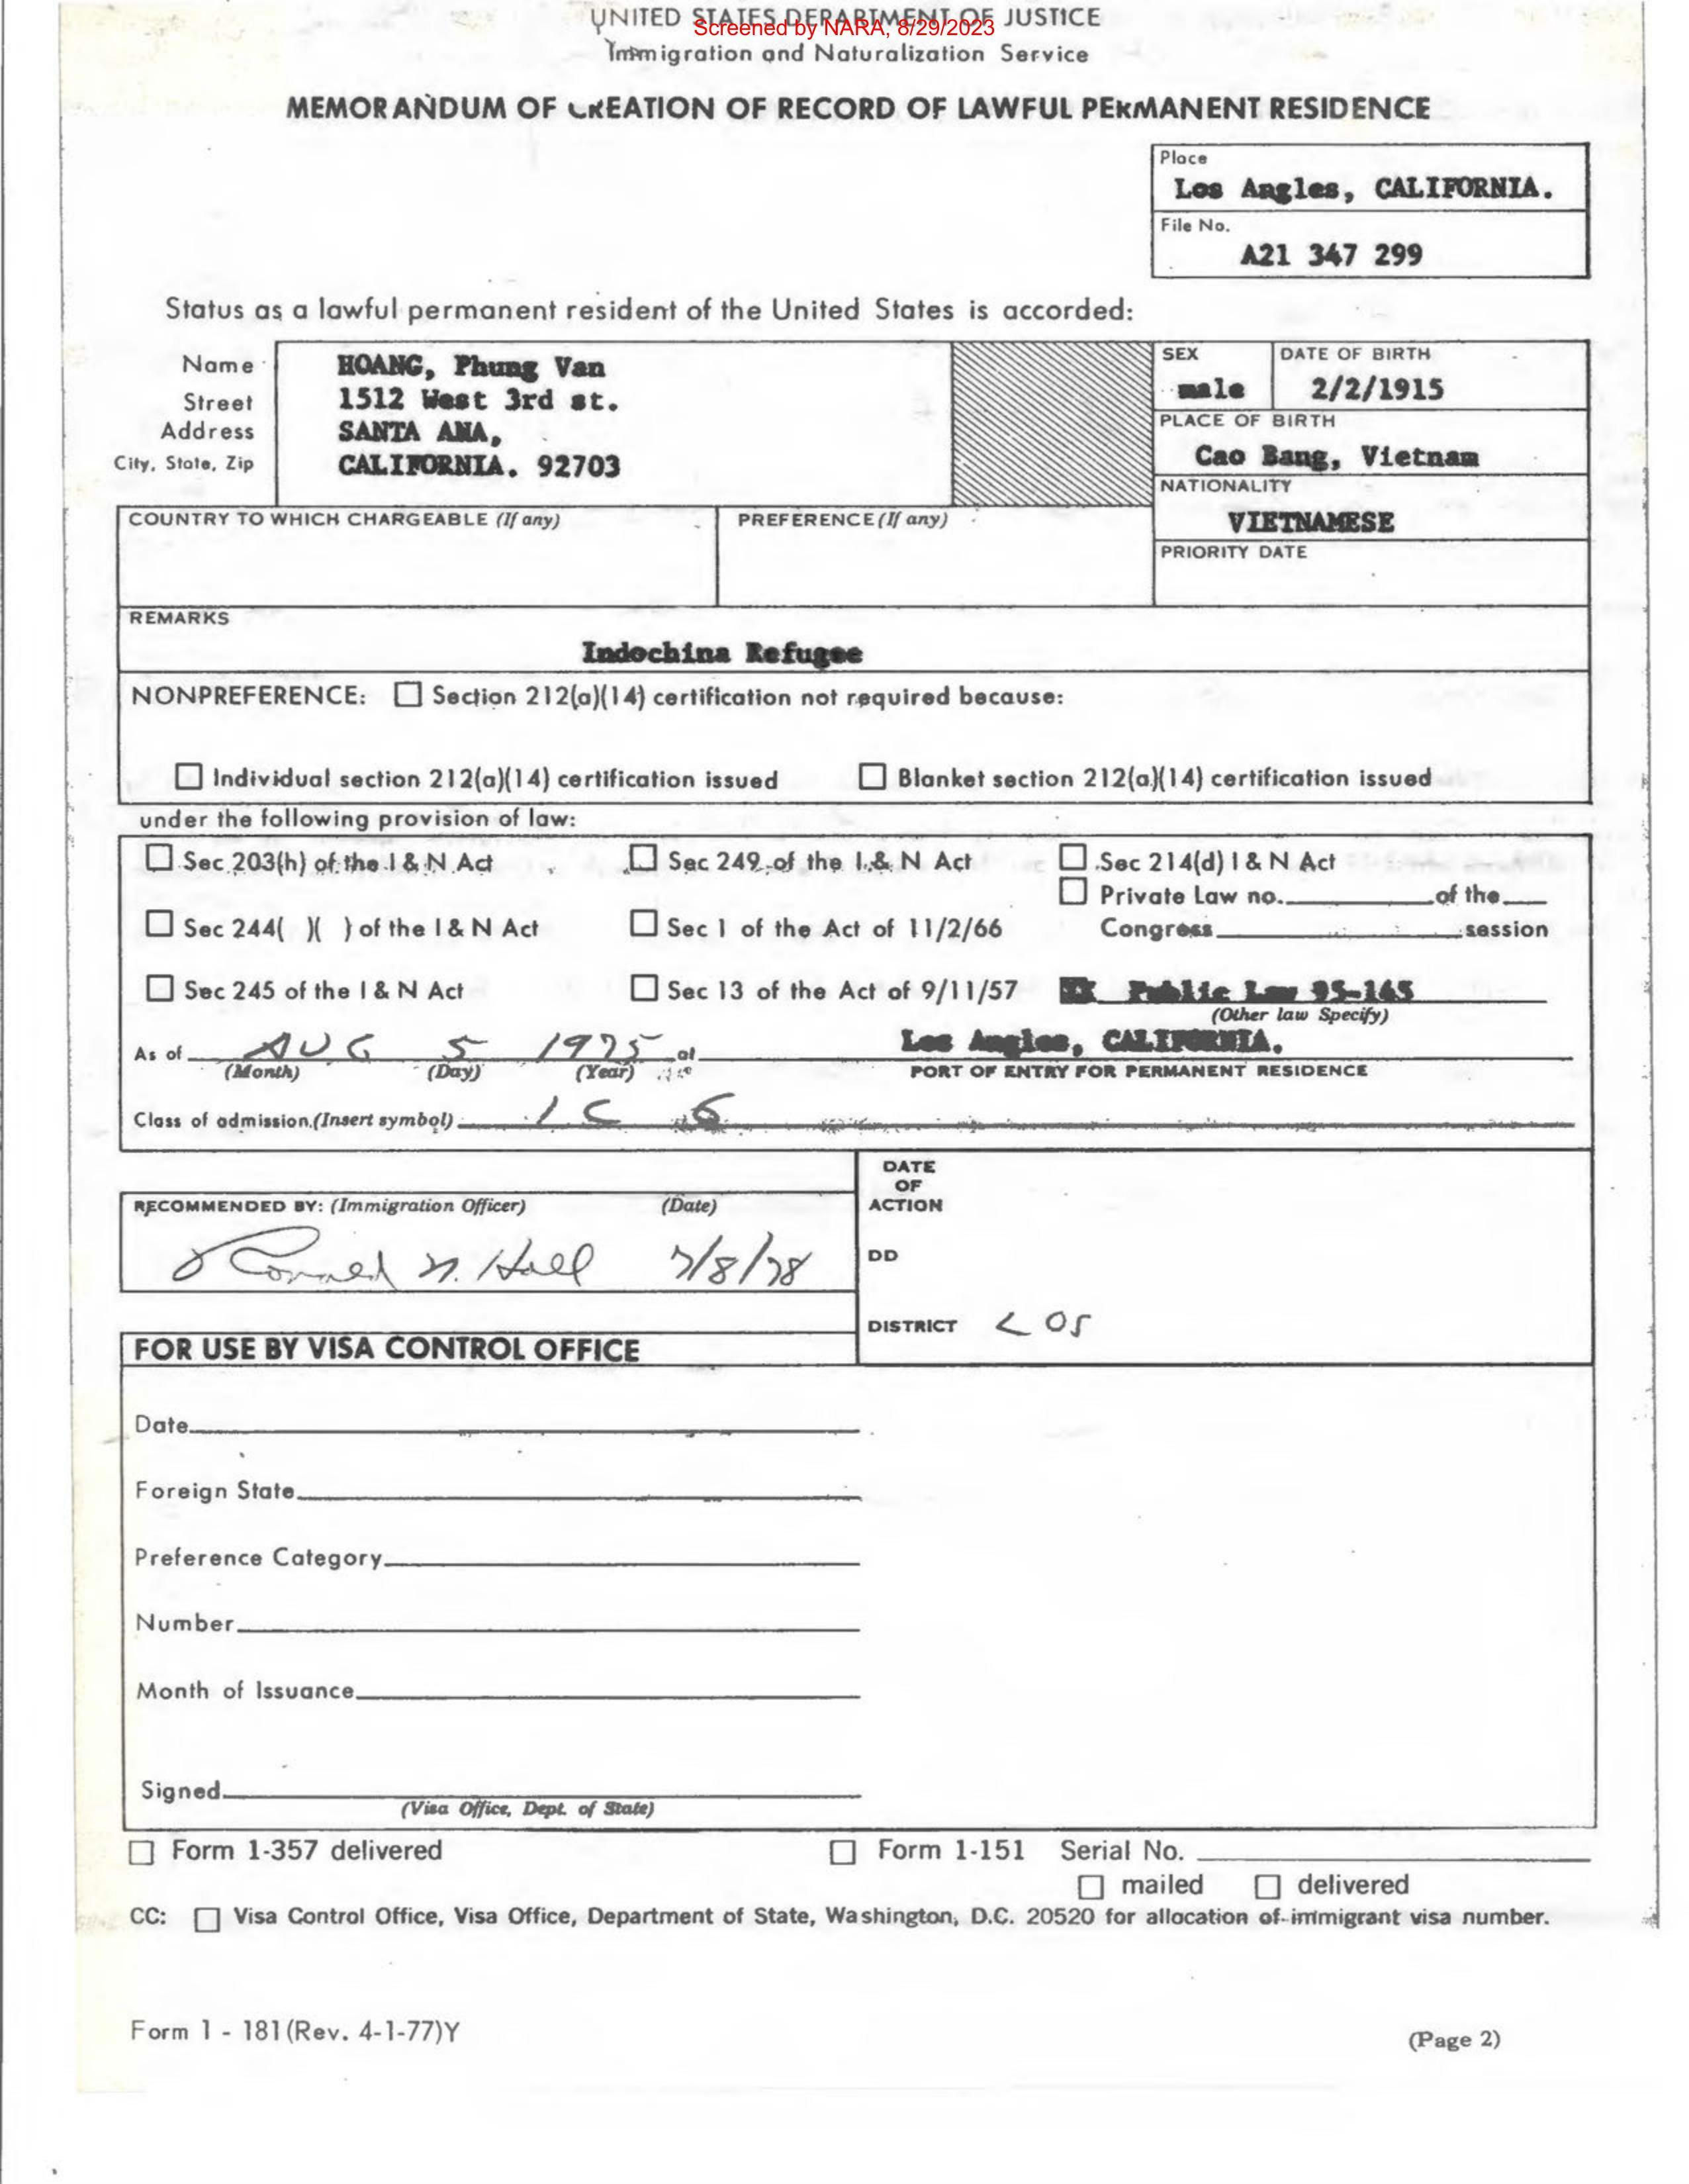 UNITED STATES DEPARTMENT OF JUSTICE
Screened by NARA, 8/29/2023
Immigration and Naturalization Service
MEMORANDUM OF CREATION OF RECORD OF LAWFUL PERMANENT RESIDENCE
Place
Los Angles, CALIFORNIA.
File No.
A21 347 299
Status as a lawful permanent resident of the United States is accorded:
Name HOANG, Phung Van
Street 1512 West 3rd st.
Address SANTA ANA,
City, State, Zip CALIFORNIA. 92703
SEX DATE OF BIRTH
male 2/2/1915
PLACE OF BIRTH
Cao Bang, Vietnam
NATIONALITY
VIETNAMESE
COUNTRY TO WHICH CHARGEABLE (If any) PREFERENCE (If any)
PRIORITY DATE
REMARKS
Indochina Refugee
NONPREFERENCE: ☐ Section 212(a)(14) certification not required because:
☐ Individual section 212(a)(14) certification issued ☐ Blanket section 212(a)(14) certification issued
under the following provision of law:
☐ Sec 203(h) of the I & N Act ☐ Sec 249 of the I & N Act ☐ Sec 214(d) I & N Act
☐ Private Law no. of the
☐ Sec 244( )( ) of the I & N Act ☐ Sec 1 of the Act of 11/2/66 Congress session
☐ Sec 245 of the I & N Act ☐ Sec 13 of the Act of 9/11/57 XX Public Law 95-145
(Other law Specify)
As of AUG 5 1975 at Los Angles, CALIFORNIA.
(Month) (Day) (Year) PORT OF ENTRY FOR PERMANENT RESIDENCE
Class of admission (Insert symbol) IC 6
DATE
OF
ACTION
RECOMMENDED BY: (Immigration Officer) (Date)
Ronald N. Hall 7/8/78
DD
DISTRICT LOS
FOR USE BY VISA CONTROL OFFICE
Date
Foreign State
Preference Category
Number
Month of Issuance
Signed
(Visa Office, Dept. of State)
☐ Form 1-357 delivered ☐ Form 1-151 Serial No.
☐ mailed ☐ delivered
CC: ☐ Visa Control Office, Visa Office, Department of State, Washington, D.C. 20520 for allocation of immigrant visa number.
Form 1 - 181 (Rev. 4-1-77)Y
(Page 2)